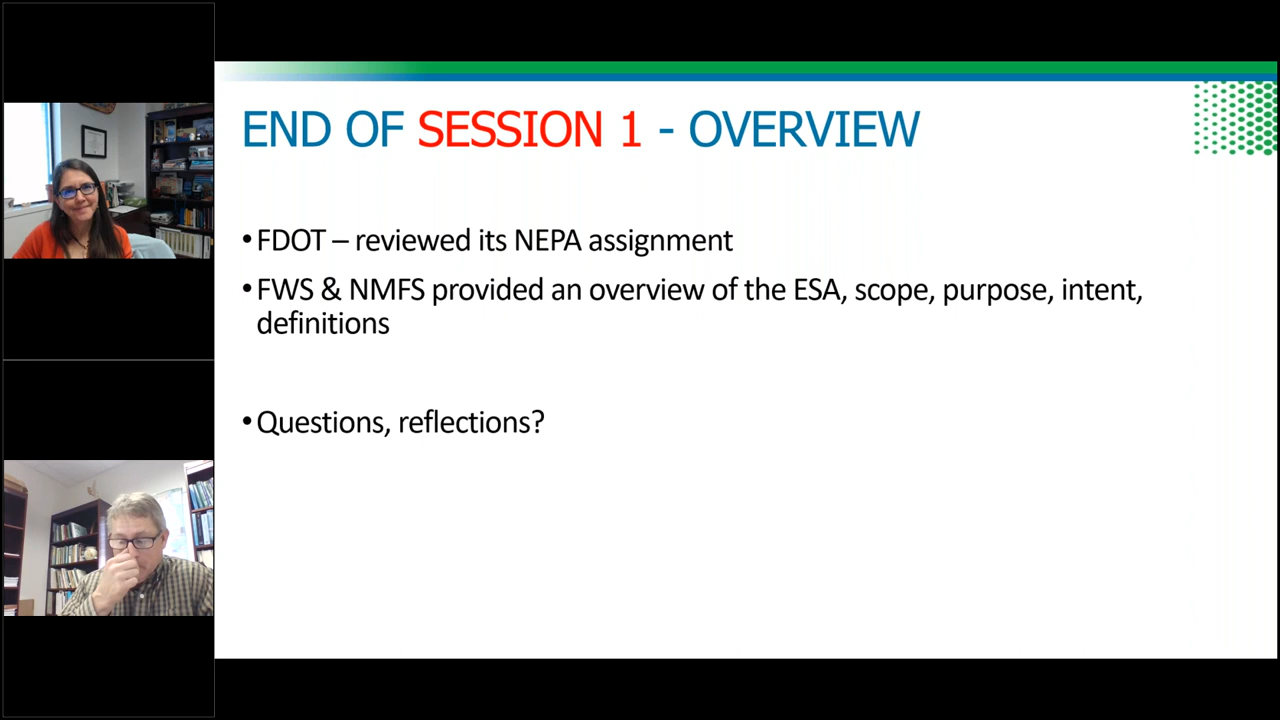 END OF SESSION 1 - OVERVIEW
•FDOT – reviewed its NEPA assignment
•FWS & NMFS provided an overview of the ESA, scope, purpose, intent,
definitions
•Questions, reflections?